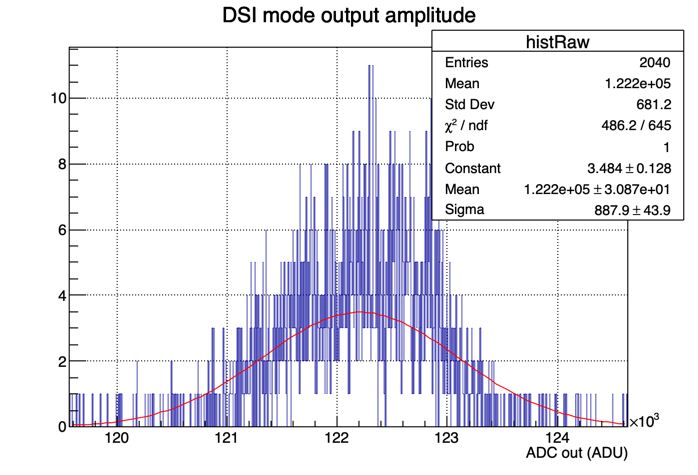 DSI mode output amplitude
histRaw
Entries 2040
Mean 1.222e+05
Std Dev 681.2
χ² / ndf 486.2 / 645
Prob 1
Constant 3.484 ± 0.128
Mean 1.222e+05 ± 3.087e+01
Sigma 887.9 ± 43.9
10
8
6
4
2
0
120 121 122 123 124 ×10³
ADC out (ADU)